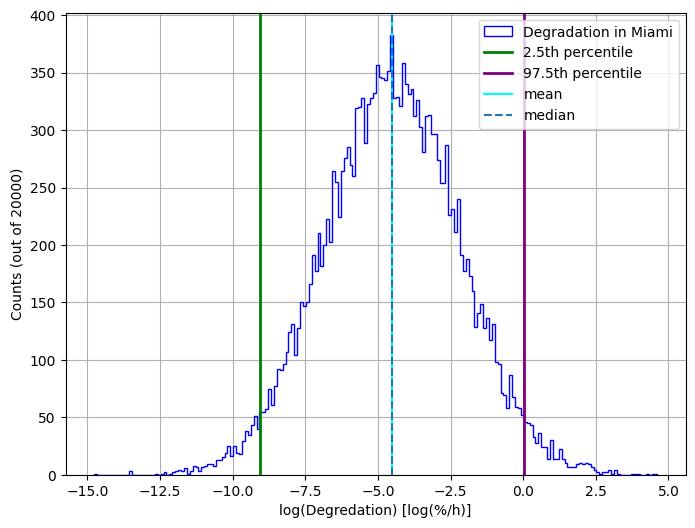 400
350
300
250
200
150
100
50
0
Counts (out of 20000)
Degradation in Miami
2.5th percentile
97.5th percentile
mean
median
−15.0 −12.5 −10.0 −7.5 −5.0 −2.5 0.0 2.5 5.0
log(Degredation) [log(%/h)]